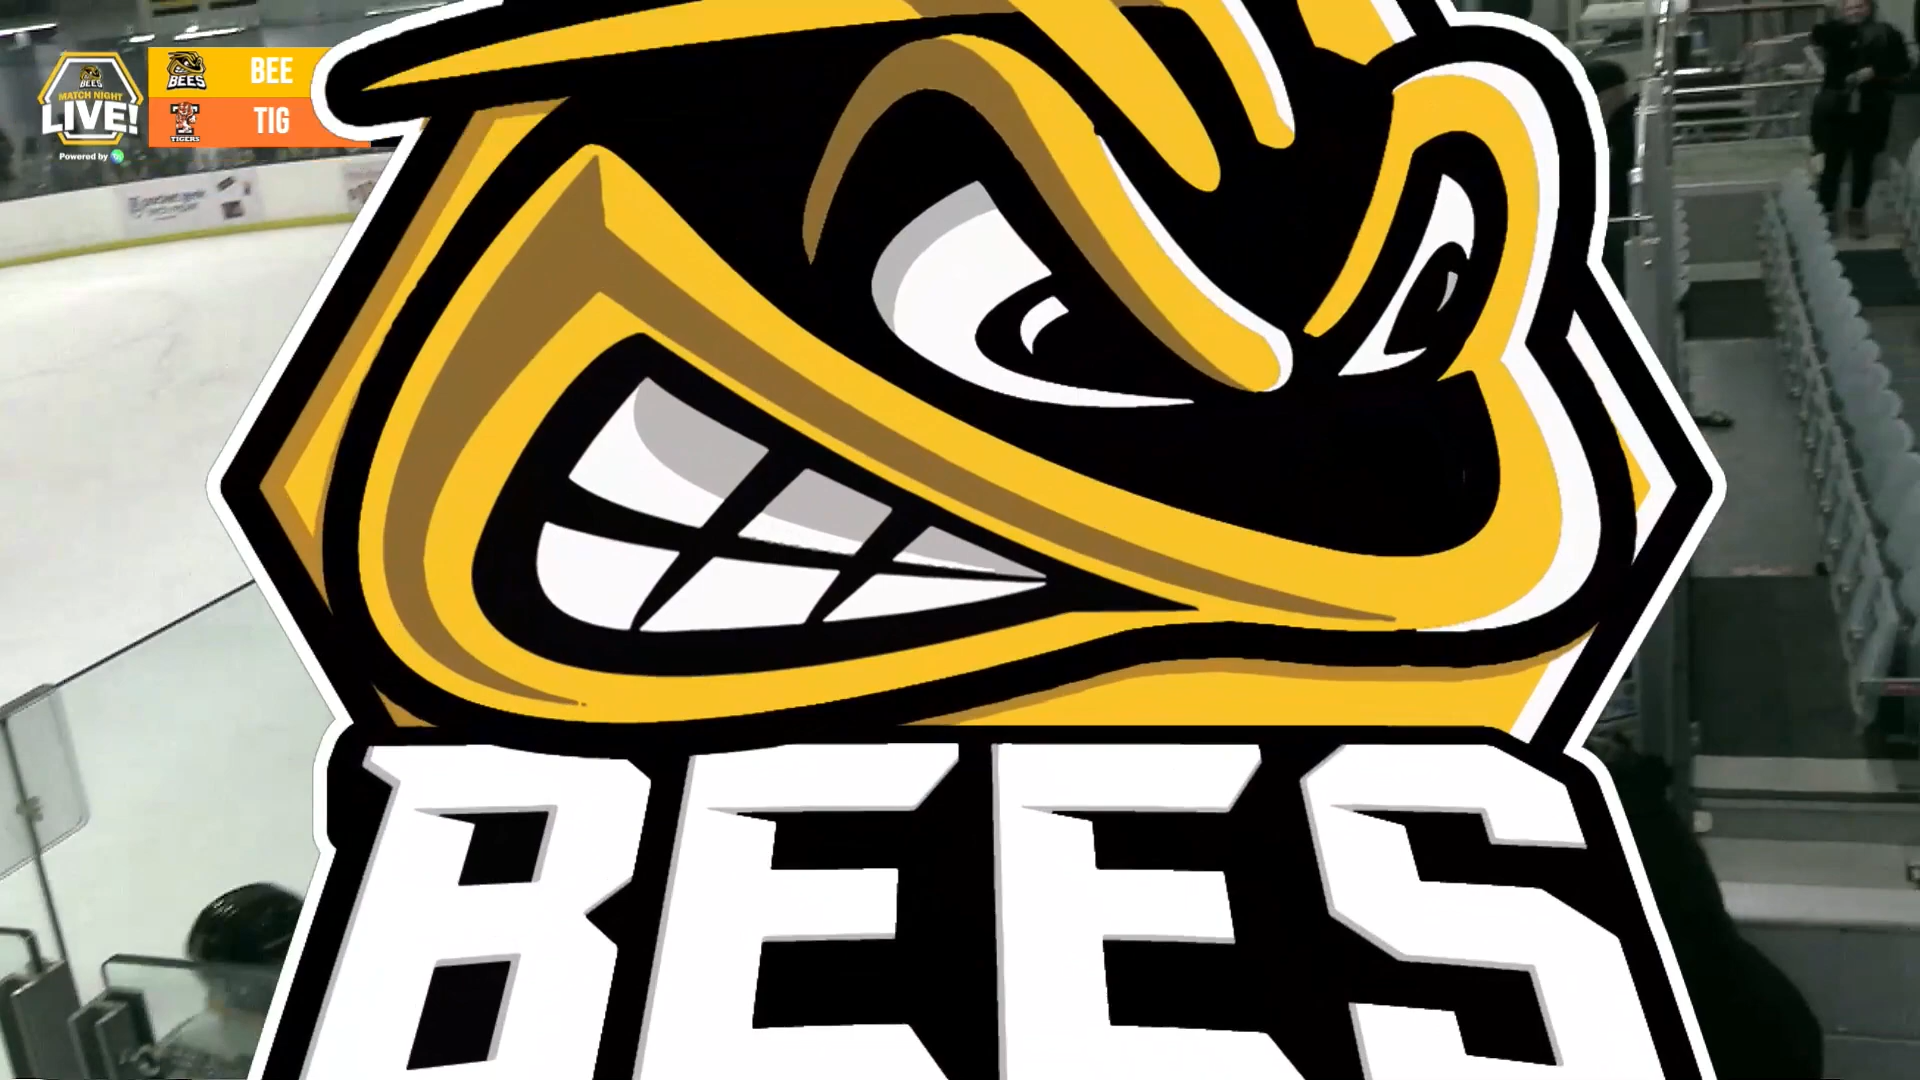 BEES
MATCH NIGHT
LIVE!
Powered by
BEES
BEE
TIGERS
TIG
BEES